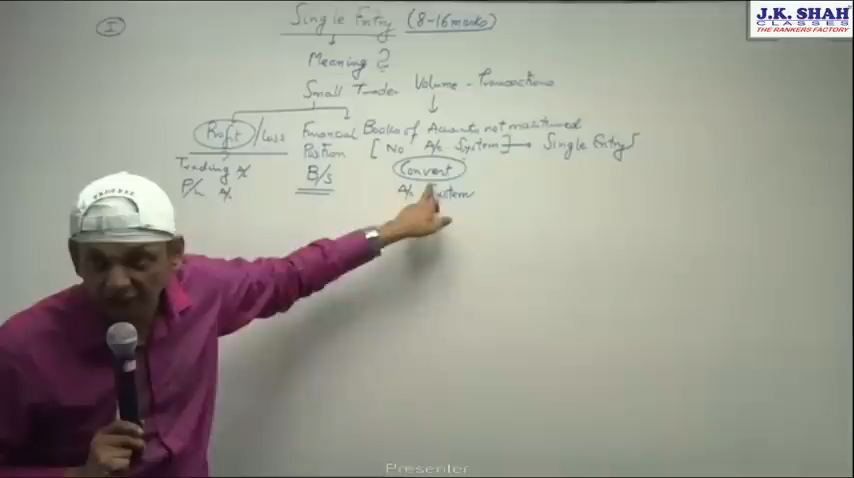 I
Single Entry (8-16 marks)
Meaning ?
Small Trader Volume - Transactions
Profit / Loss Financial Position Books of Accounts not maintained
[ No A/c System ] → Single Entry
Trading A/c
P/L A/c
B/S
Convert
A/c System
J.K. SHAH®
CLASSES
THE RANKERS FACTORY
Presenter